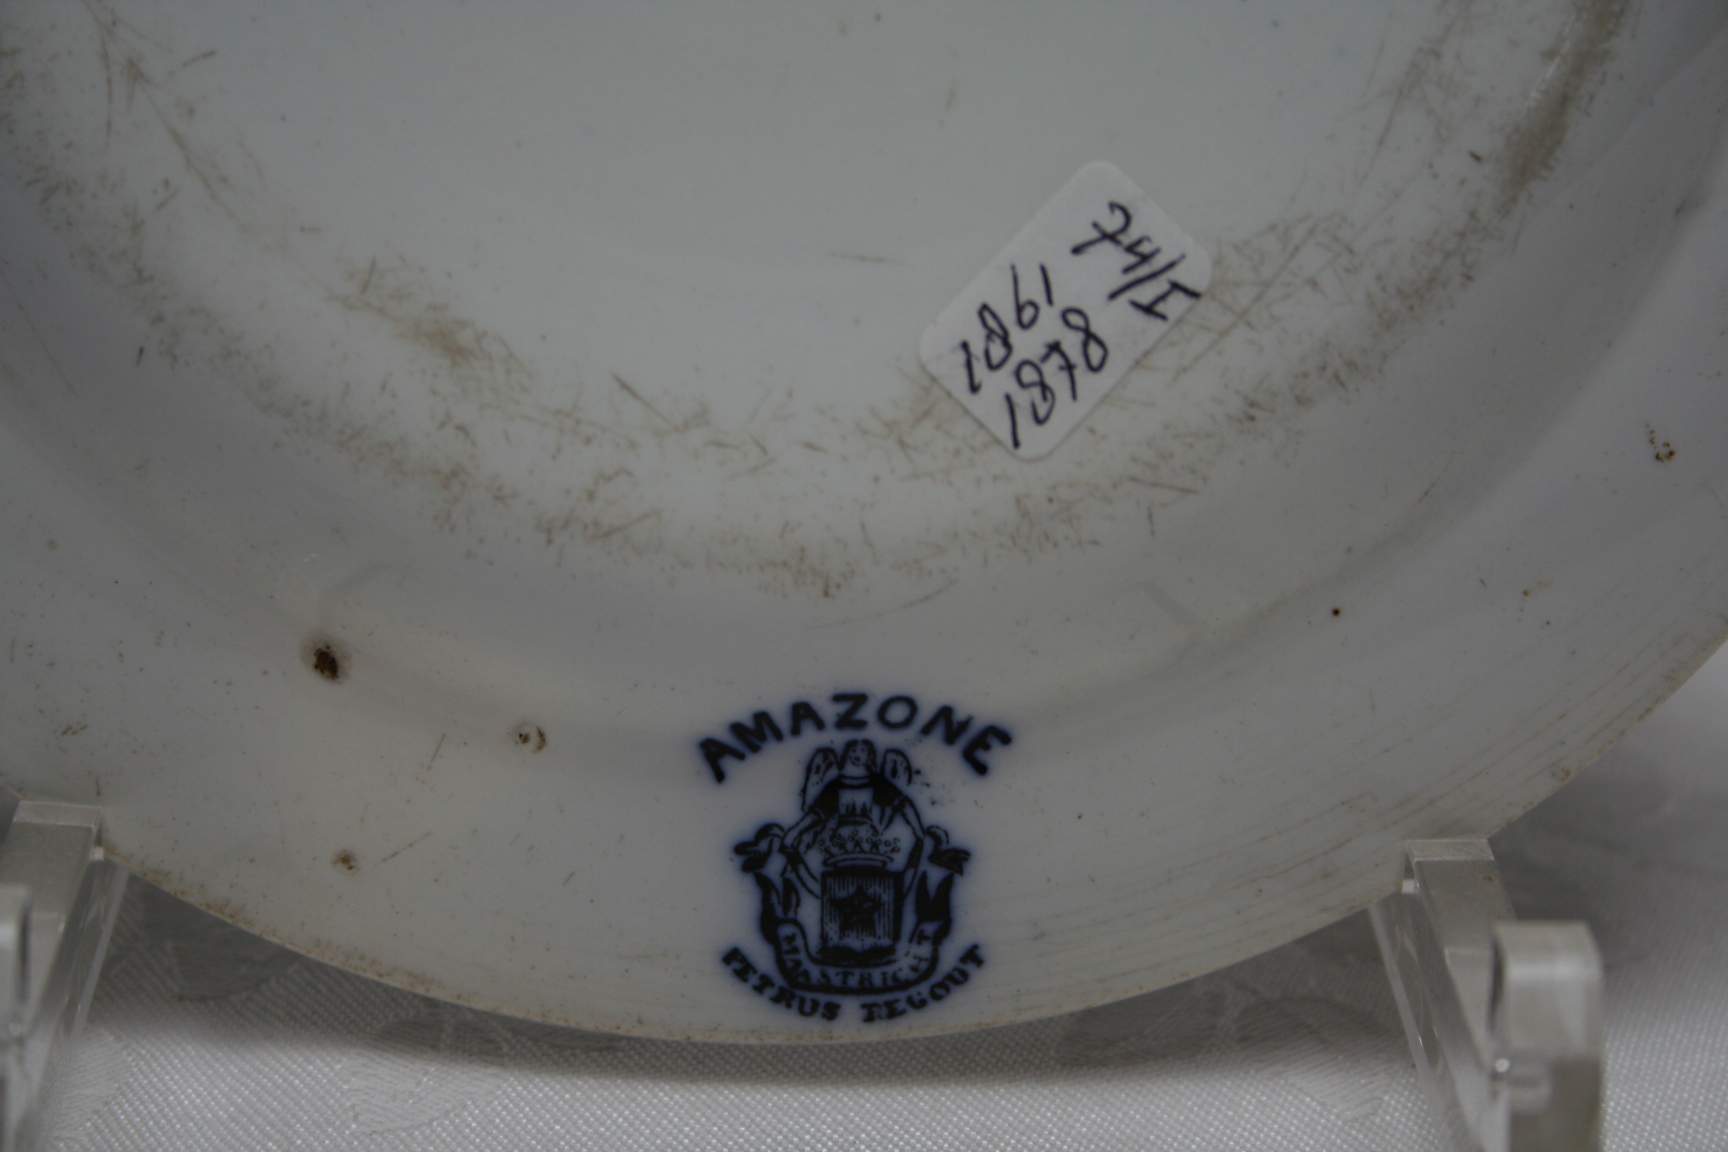 74/I
1861
1878
AMAZONE
MAASTRICHT
PETRUS REGOUT